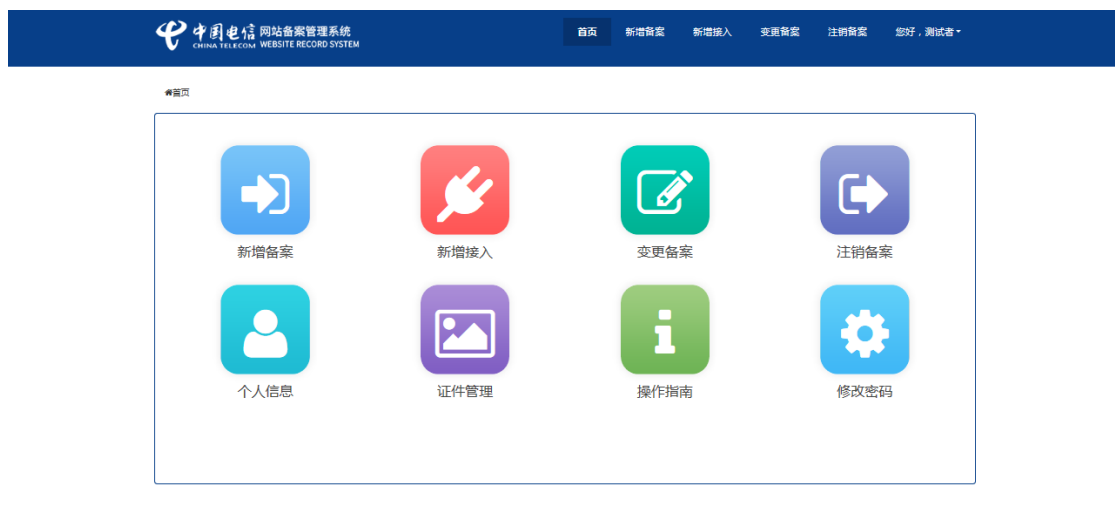 中国电信 网站备案管理系统
CHINA TELECOM WEBSITE RECORD SYSTEM
首页 新增备案 新增接入 变更备案 注销备案 您好，测试者
首页
新增备案 新增接入 变更备案 注销备案
个人信息 证件管理 操作指南 修改密码